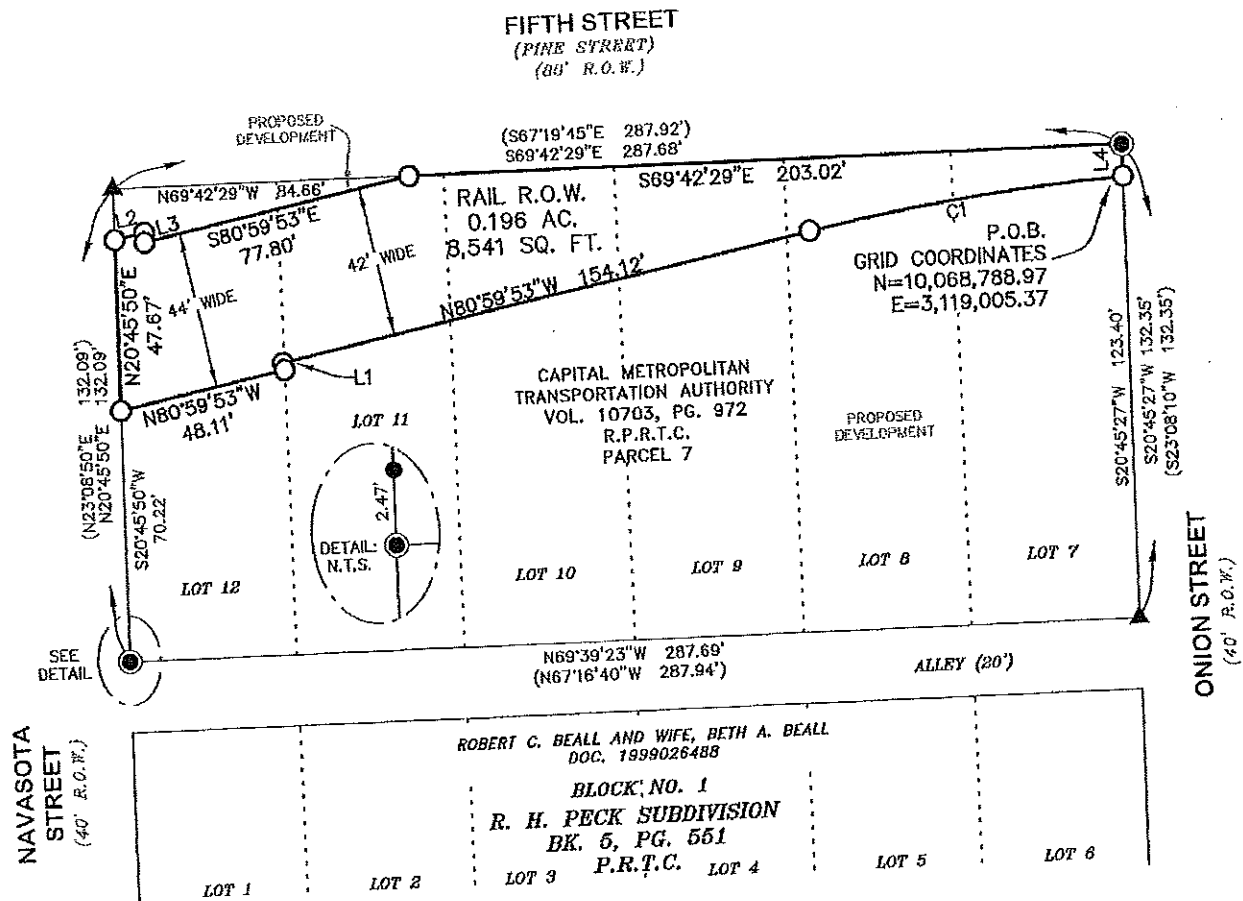 FIFTH STREET
(PINE STREET)
(80' R.O.W.)
PROPOSED
DEVELOPMENT
(S67°19'45"E 287.92')
S69°42'29"E 287.68'
N69°42'29"W 84.66'
S69°42'29"E 203.02'
L4
L2
L3
S80°59'53"E
77.80'
RAIL R.O.W.
0.196 AC.
8,541 SQ. FT.
42' WIDE
44' WIDE
C1
P.O.B.
GRID COORDINATES
N=10,068,788.97
E=3,119,005.37
N80°59'53"W 154.12'
N20°45'50"E
47.67'
(N23°08'50"E 132.09')
N20°45'50"E 132.09'
N80°59'53"W
48.11'
L1
S20°45'50"W
70.22'
LOT 11
CAPITAL METROPOLITAN
TRANSPORTATION AUTHORITY
VOL. 10703, PG. 972
R.P.R.T.C.
PARCEL 7
PROPOSED
DEVELOPMENT
S20°45'27"W 123.40'
S20°45'27"W 132.35'
(S23°08'10"W 132.35')
2.47'
DETAIL:
N.T.S.
LOT 12
LOT 10
LOT 9
LOT 8
LOT 7
SEE
DETAIL
N69°39'23"W 287.69'
(N67°16'40"W 287.94')
ALLEY (20')
ONION STREET
(40' R.O.W.)
NAVASOTA
STREET
(40' R.O.W.)
ROBERT C. BEALL AND WIFE, BETH A. BEALL
DOC. 1999026488
BLOCK NO. 1
R. H. PECK SUBDIVISION
BK. 5, PG. 551
P.R.T.C.
LOT 1
LOT 2
LOT 3
LOT 4
LOT 5
LOT 6